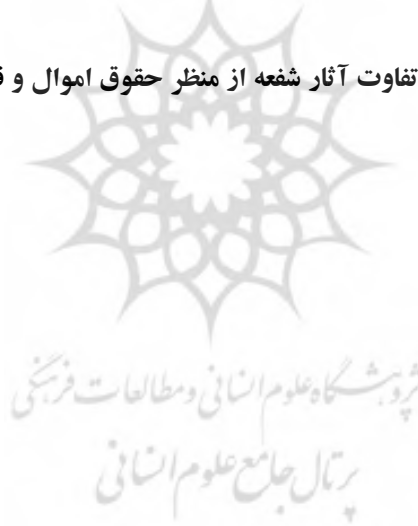 تفاوت آثار شفعه از منظر حقوق اموال و
پژوهشگاه علوم انسانی و مطالعات فرهنگی
پرتال جامع علوم انسانی